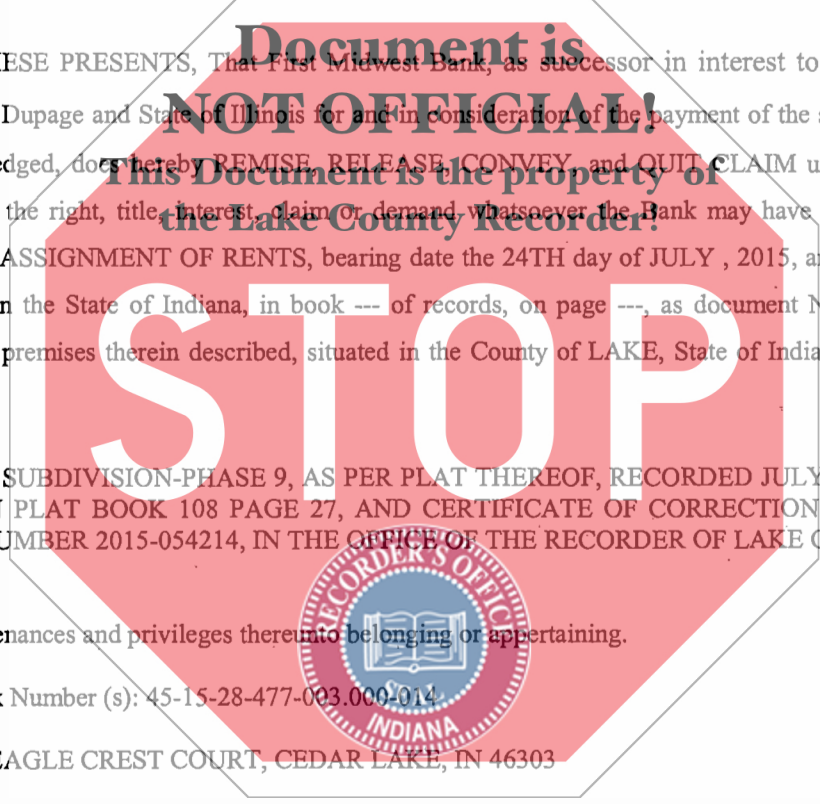 Document is
ESE PRESENTS, That First Midwest Bank, as successor in interest to
NOT OFFICIAL!
Dupage and State of Illinois for and in consideration of the payment of the
This Document is the property of
dged, does hereby REMISE, RELEASE, CONVEY, and QUIT CLAIM u
the Lake County Recorder!
the right, title, interest, claim or demand whatsoever the Bank may have
ASSIGNMENT OF RENTS, bearing date the 24TH day of JULY , 2015, a
n the State of Indiana, in book --- of records, on page ---, as document N
premises therein described, situated in the County of LAKE, State of India
STOP
SUBDIVISION-PHASE 9, AS PER PLAT THEREOF, RECORDED JULY
PLAT BOOK 108 PAGE 27, AND CERTIFICATE OF CORRECTION
UMBER 2015-054214, IN THE OFFICE OF THE RECORDER OF LAKE C
RECORDER'S OFFICE
enances and privileges thereunto belonging or appertaining.
SEAL
Number (s): 45-15-28-477-003.000-014
INDIANA
EAGLE CREST COURT, CEDAR LAKE, IN 46303